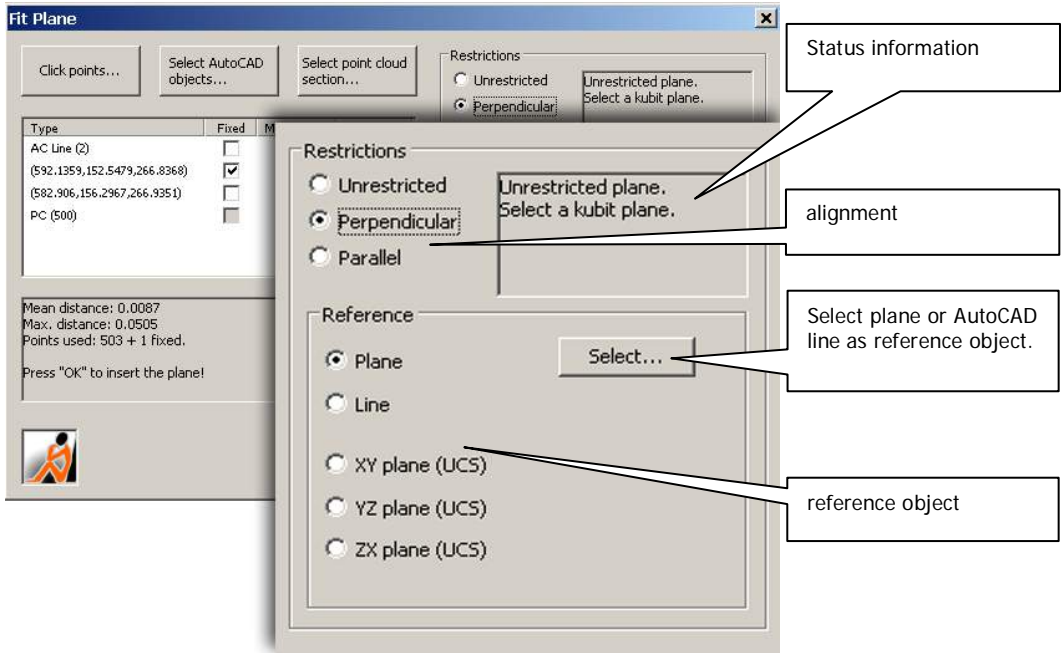 Fit Plane
Click points...
Select AutoCAD
objects...
Select point cloud
section...
Restrictions
Unrestricted
Perpendicular
Unrestricted plane.
Select a kubit plane.
Type Fixed M
AC Line (2)
(592.1359,152.5479,266.8368)
(582.906,156.2967,266.9351)
PC (500)
Mean distance: 0.0087
Max. distance: 0.0505
Points used: 503 + 1 fixed.
Press "OK" to insert the plane!
Restrictions
Unrestricted
Perpendicular
Parallel
Unrestricted plane.
Select a kubit plane.
Reference
Plane
Select...
Line
XY plane (UCS)
YZ plane (UCS)
ZX plane (UCS)
Status information
alignment
Select plane or AutoCAD
line as reference object.
reference object